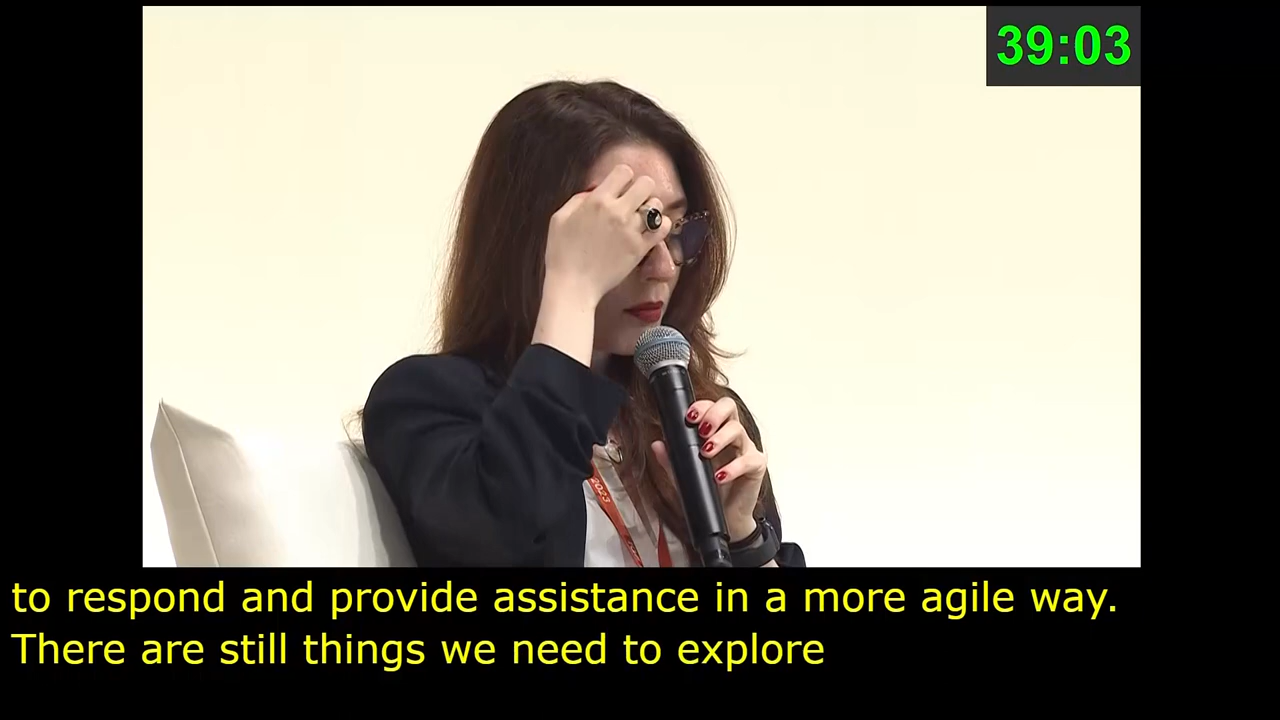 39:03
2023
to respond and provide assistance in a more agile way.
There are still things we need to explore